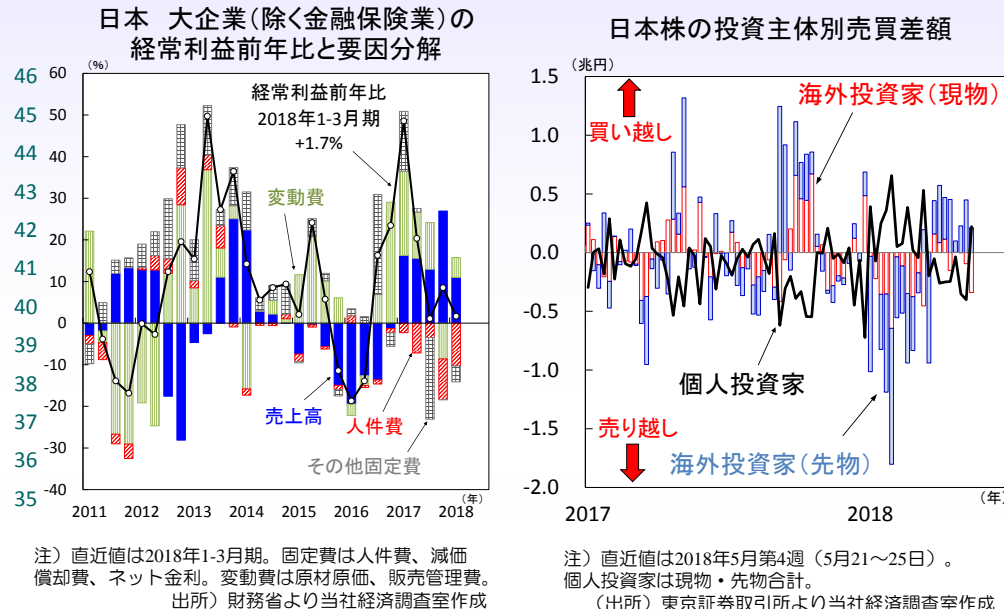 日本 大企業（除く金融保険業）の
経常利益前年比と要因分解
（%）
46
45
44
43
42
41
40
39
38
37
36
35
60
50
40
30
20
10
0
-10
-20
-30
-40
経常利益前年比
2018年1-3月期
+1.7%
変動費
売上高
人件費
その他固定費
（年）
2011 2012 2013 2014 2015 2016 2017 2018
注）直近値は2018年1-3月期。固定費は人件費、減価
償却費、ネット金利。変動費は原材原価、販売管理費。
出所）財務省より当社経済調査室作成
日本株の投資主体別売買差額
（兆円）
1.5
1.0
0.5
0.0
-0.5
-1.0
-1.5
-2.0
海外投資家（現物）
買い越し
個人投資家
売り越し
海外投資家（先物）
（年）
2017 2018
注）直近値は2018年5月第4週（5月21～25日）。
個人投資家は現物・先物合計。
（出所）東京証券取引所より当社経済調査室作成